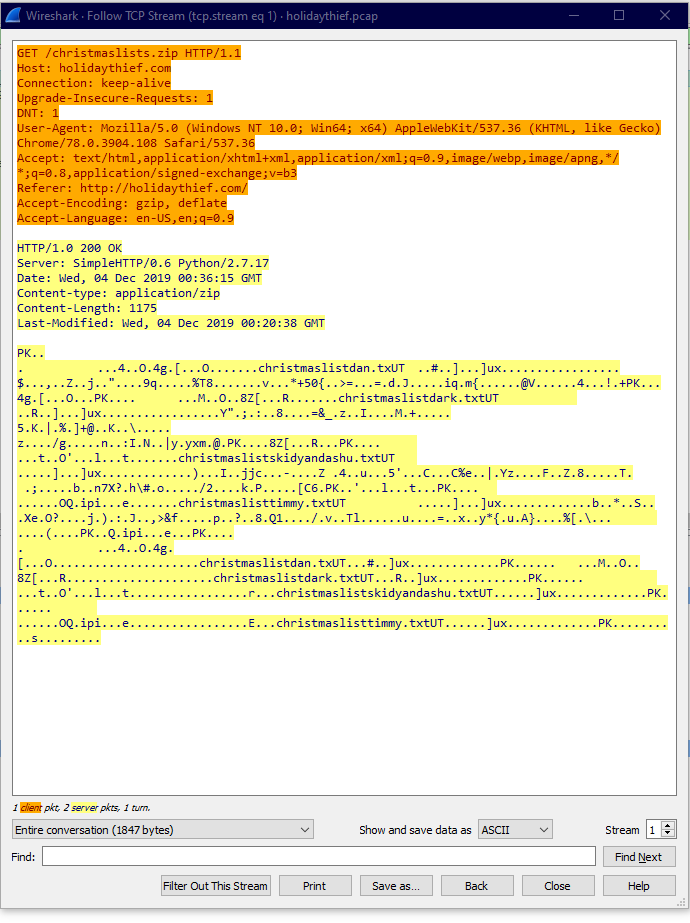 Wireshark · Follow TCP Stream (tcp.stream eq 1) · holidaythief.pcap
GET /christmaslists.zip HTTP/1.1
Host: holidaythief.com
Connection: keep-alive
Upgrade-Insecure-Requests: 1
DNT: 1
User-Agent: Mozilla/5.0 (Windows NT 10.0; Win64; x64) AppleWebKit/537.36 (KHTML, like Gecko)
Chrome/78.0.3904.108 Safari/537.36
Accept: text/html,application/xhtml+xml,application/xml;q=0.9,image/webp,image/apng,*/
*;q=0.8,application/signed-exchange;v=b3
Referer: http://holidaythief.com/
Accept-Encoding: gzip, deflate
Accept-Language: en-US,en;q=0.9
HTTP/1.0 200 OK
Server: SimpleHTTP/0.6 Python/2.7.17
Date: Wed, 04 Dec 2019 00:36:15 GMT
Content-type: application/zip
Content-Length: 1175
Last-Modified: Wed, 04 Dec 2019 00:20:38 GMT
PK..
. ...4..O.4g.[...O.......christmaslistdan.txUT ..#..]...]ux.................
$...,..Z..j.."....9q.....%T8.......v...*+50{..>=...=.d.J.....iq.m{......@V......4...!.+PK...
4g.[...O...PK.... ...M..O..8Z[...R.......christmaslistdark.txtUT
..R..]...]ux.................Y".;.:..8....=&_.z..I....M.+.....
5.K.|.%.]+@..K..\.....
z..../g.....n..:I.N..|y.yxm.@.PK....8Z[...R...PK....
...t..O'...l...t.......christmaslistskidyandashu.txtUT
.....]...]ux.............)...I..jjc...-....Z .4..u...5'...C...C%e..|.Yz....F..Z.8.....T.
.;.....b..n7X?.h\#.o...../2....k.P.....[C6.PK..'...l...t...PK....
......OQ.ipi...e.......christmaslisttimmy.txtUT .....]...]ux.............b..*..S..
.Xe.O?....j.).:.J..,>&f.....p..?..8.Q1..../.v..Tl......u....=..x..y*{.u.A}....%[.\...
....(....PK..Q.ipi...e...PK....
. ...4..O.4g.
[...O.....................christmaslistdan.txUT...#..]ux.............PK...... ...M..O..
8Z[...R.....................christmaslistdark.txtUT...R..]ux.............PK......
...t..O'...l...t.................r...christmaslistskidyandashu.txtUT......]ux.............PK.
.....
......OQ.ipi...e.................E...christmaslisttimmy.txtUT......]ux.............PK........
..s.........
1 client pkt, 2 server pkts, 1 turn.
Entire conversation (1847 bytes) Show and save data as ASCII Stream 1
Find: Find Next
Filter Out This Stream Print Save as... Back Close Help